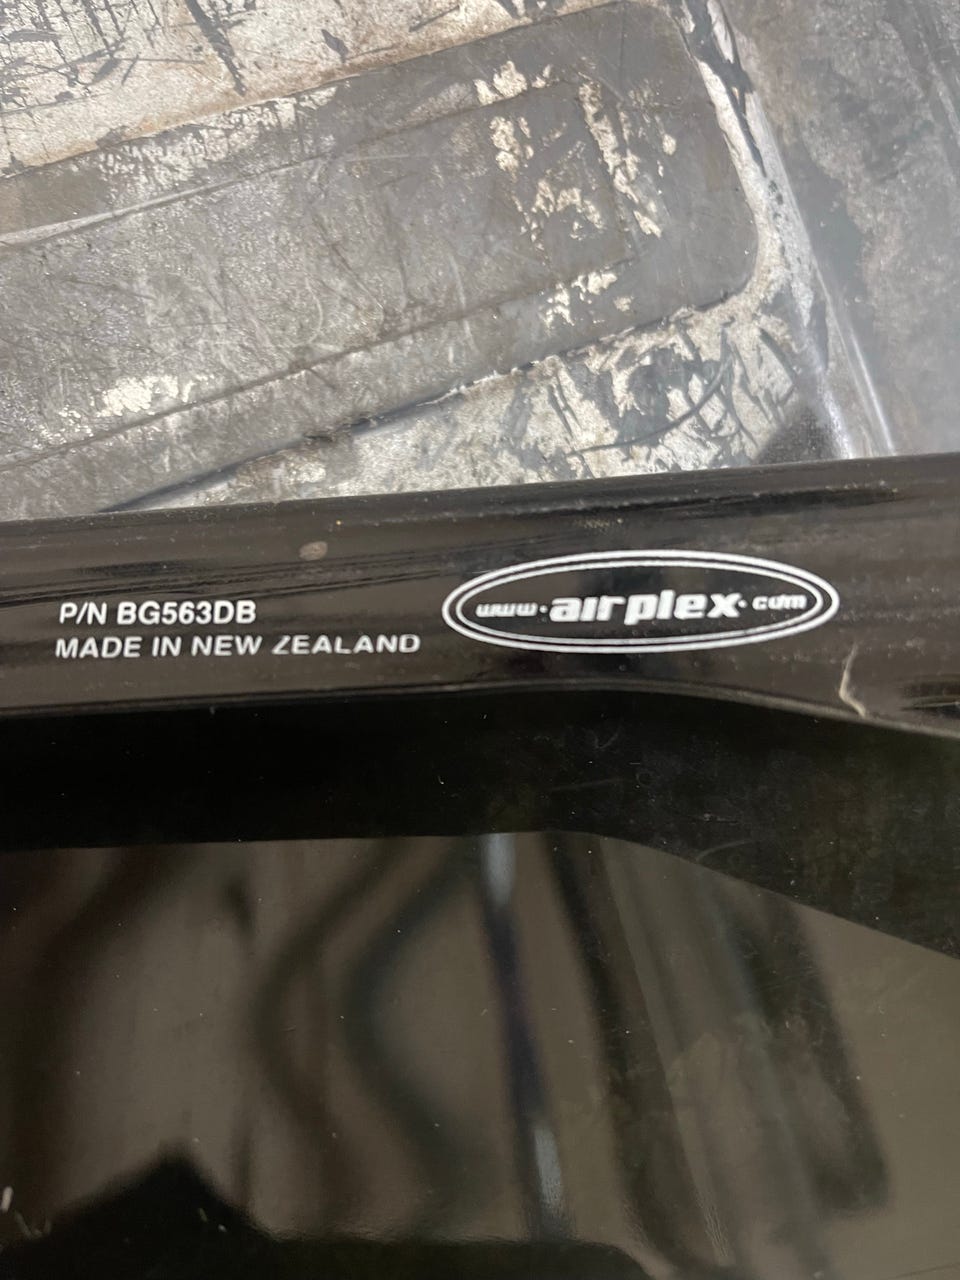 P/N BG563DB
MADE IN NEW ZEALAND
www.airplex.com